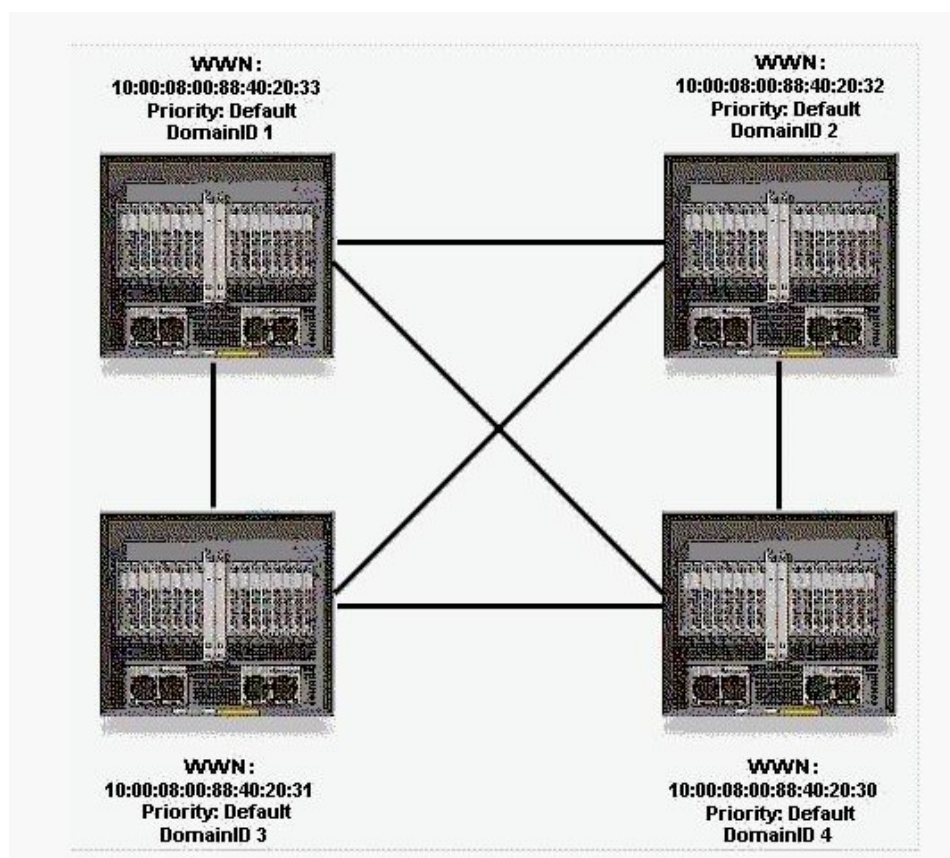 WWN:
10:00:08:00:88:40:20:33
Priority: Default
DomainID 1
WWN:
10:00:08:00:88:40:20:32
Priority: Default
DomainID 2
WWN:
10:00:08:00:88:40:20:31
Priority: Default
DomainID 3
WWN:
10:00:08:00:88:40:20:30
Priority: Default
DomainID 4